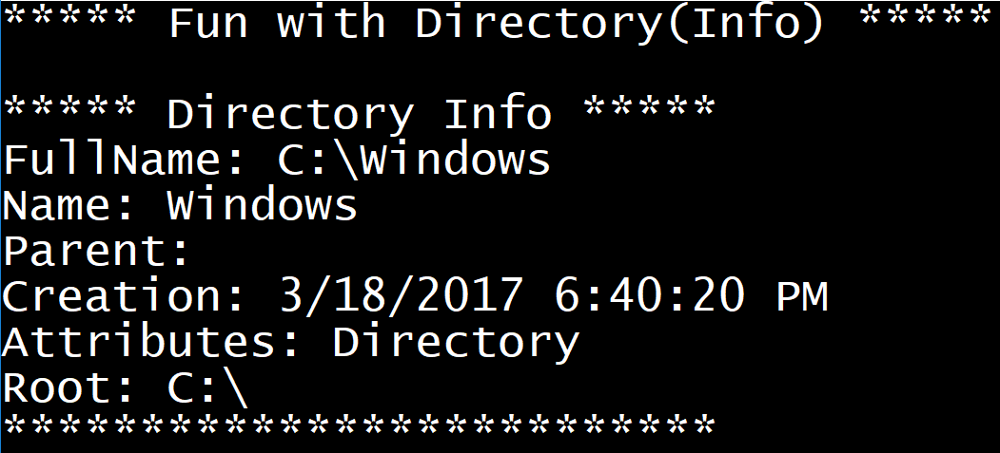 ***** Fun with Directory(Info) *****
***** Directory Info *****
FullName: C:\Windows
Name: Windows
Parent:
Creation: 3/18/2017 6:40:20 PM
Attributes: Directory
Root: C:\
**************************